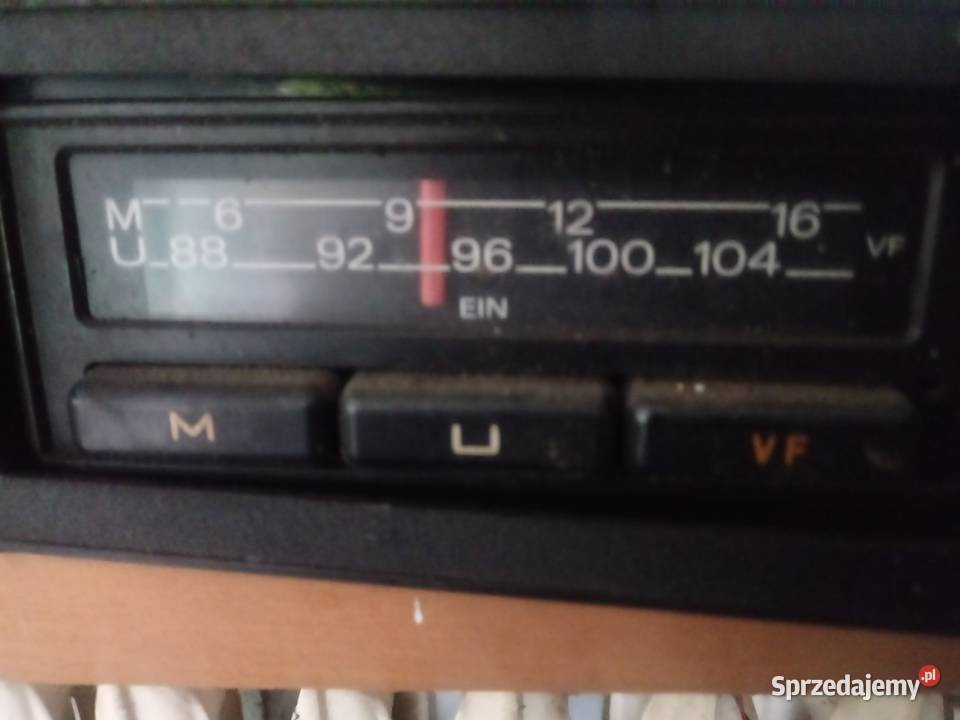 M 6 9 12 16
U 88 92 96 100 104 VF
EIN
M U VF
Sprzedajemy.pl